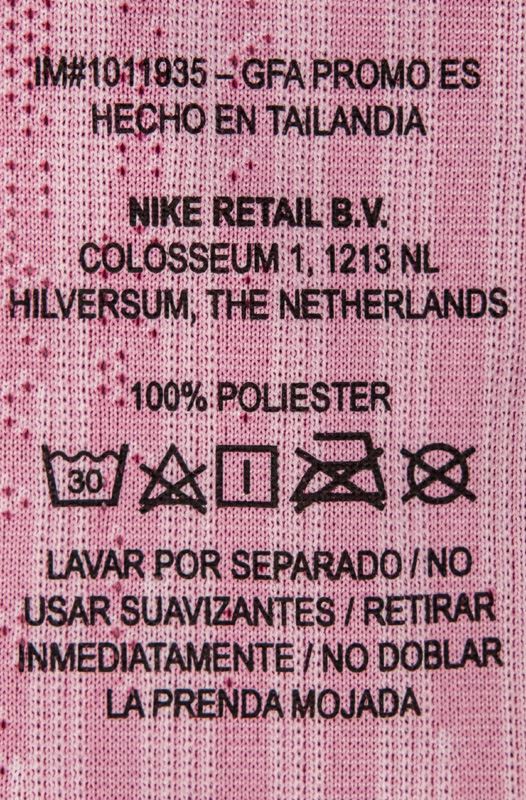 IM#1011935 – GFA PROMO ES
HECHO EN TAILANDIA
NIKE RETAIL B.V.
COLOSSEUM 1, 1213 NL
HILVERSUM, THE NETHERLANDS
100% POLIESTER
30
LAVAR POR SEPARADO / NO
USAR SUAVIZANTES / RETIRAR
INMEDIATAMENTE / NO DOBLAR
LA PRENDA MOJADA